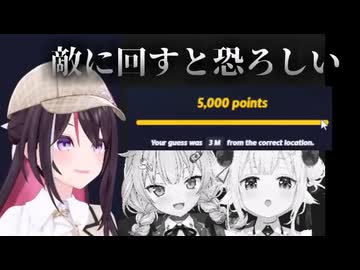 敵に回すと恐ろしい
5,000 points
Your guess was 3 M from the correct location.